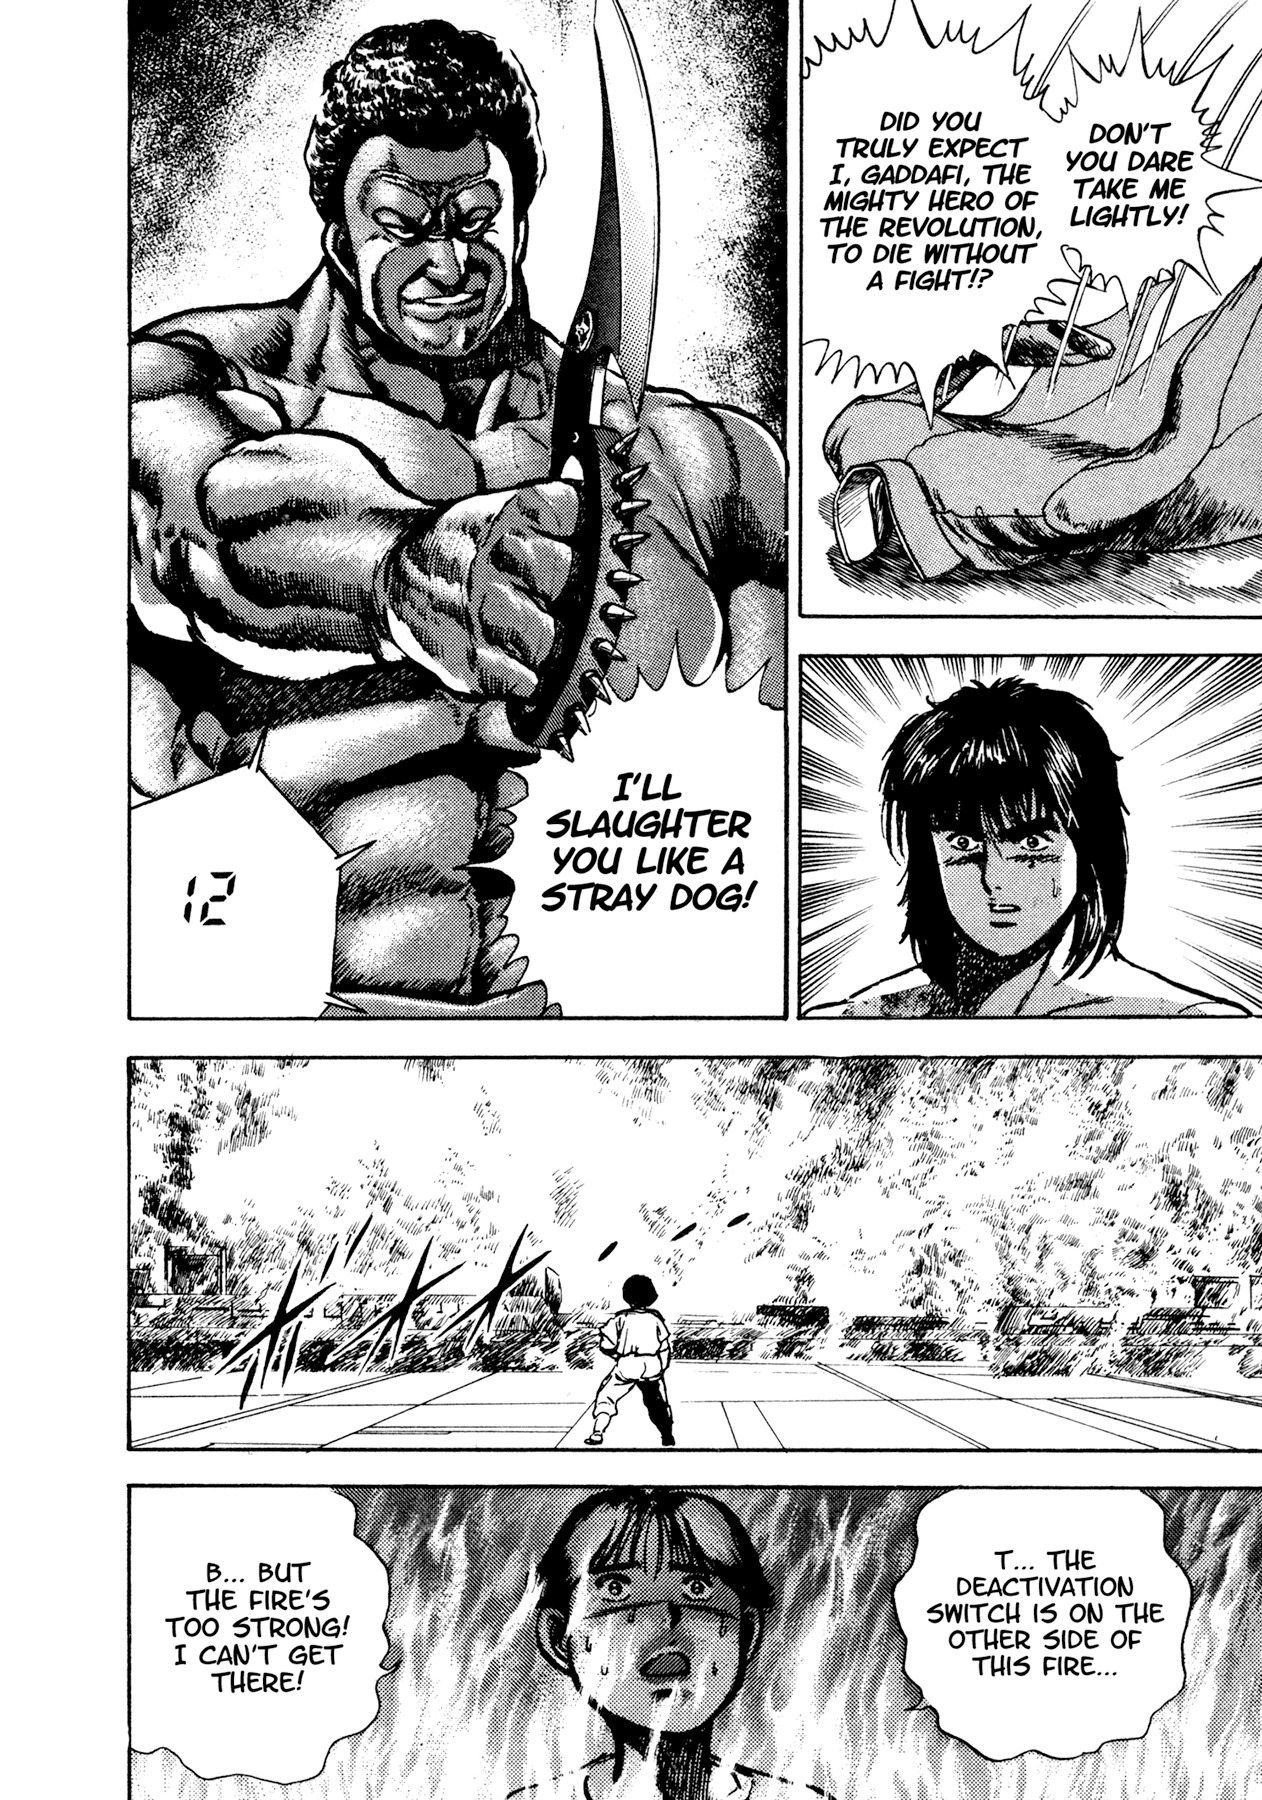 DON'T
YOU DARE
TAKE ME
LIGHTLY!
DID YOU
TRULY EXPECT
I, GADDAFI, THE
MIGHTY HERO OF
THE REVOLUTION,
TO DIE WITHOUT
A FIGHT!?
I'LL
SLAUGHTER
YOU LIKE A
STRAY DOG!
12
T... THE
DEACTIVATION
SWITCH IS ON THE
OTHER SIDE OF
THIS FIRE...
B... BUT
THE FIRE'S
TOO STRONG!
I CAN'T GET
THERE!